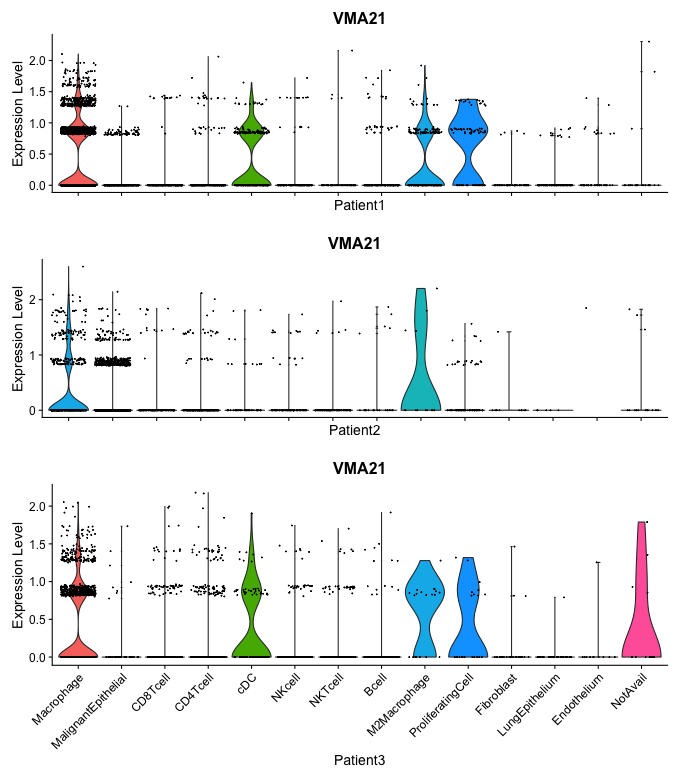 VMA21
Expression Level
2.0
1.5
1.0
0.5
0.0
Patient1
VMA21
Expression Level
2
1
0
Patient2
VMA21
Expression Level
2.0
1.5
1.0
0.5
0.0
Macrophage
MalignantEpithelial
CD8Tcell
CD4Tcell
cDC
NKcell
NKTcell
Bcell
M2Macrophage
ProliferatingCell
Fibroblast
LungEpithelium
Endothelium
NotAvail
Patient3